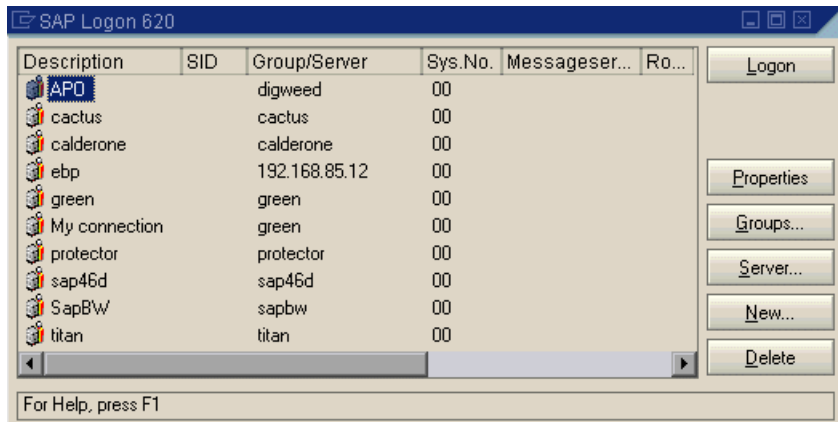 SAP Logon 620
Description SID Group/Server Sys.No. Messageser... Ro...
APO digweed 00
cactus cactus 00
calderone calderone 00
ebp 192.168.85.12 00
green green 00
My connection green 00
protector protector 00
sap46d sap46d 00
SapBW sapbw 00
titan titan 00
Logon
Properties
Groups...
Server...
New...
Delete
For Help, press F1